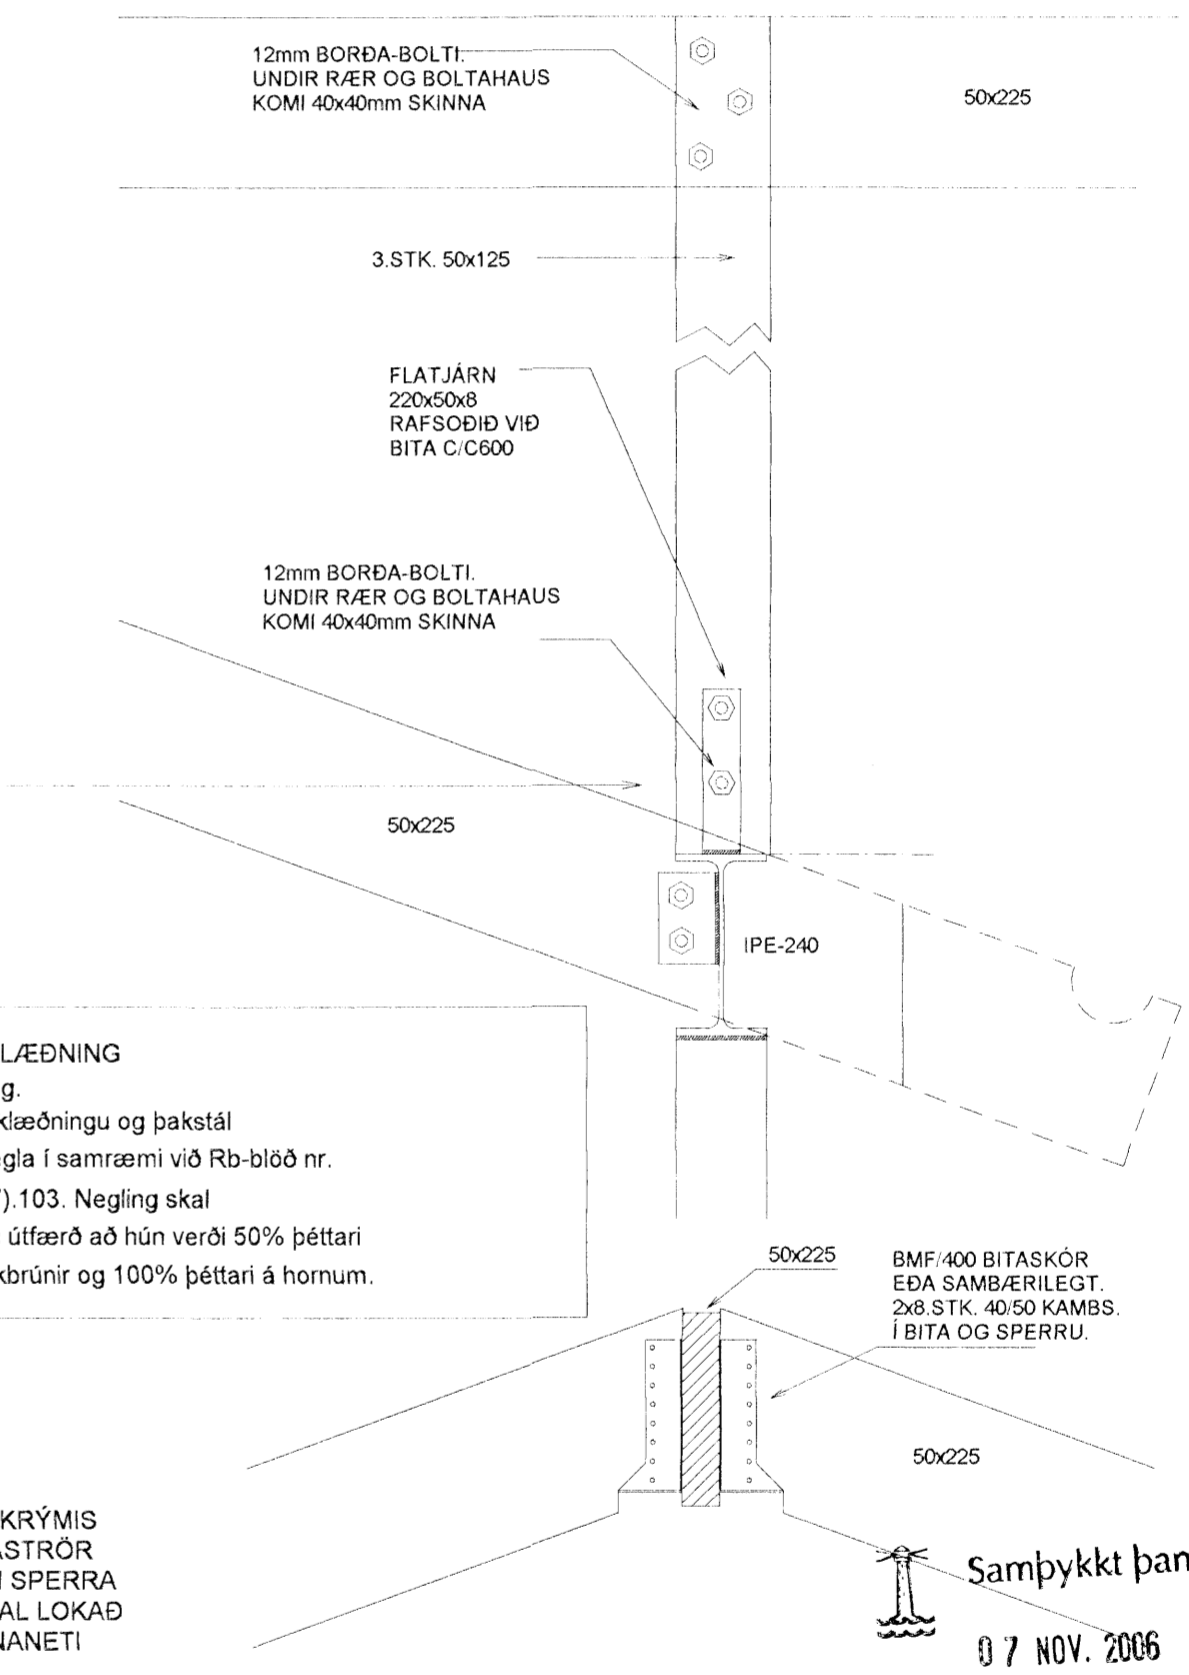 12mm BORÐA-BOLTI.
UNDIR RÆR OG BOLTAHAUS
KOMI 40x40mm SKINNA
50x225
3.STK. 50x125
FLATJÁRN
220x50x8
RAFSOÐIÐ VIÐ
BITA C/C600
12mm BORÐA-BOLTI.
UNDIR RÆR OG BOLTAHAUS
KOMI 40x40mm SKINNA
50x225
IPE-240
LÆÐNING
g.
klæðningu og þakstál
gla í samræmi við Rb-blöð nr.
).103. Negling skal
útfærð að hún verði 50% þéttari
kbrúnir og 100% þéttari á hornum.
50x225
BMF/400 BITASKÓR
EÐA SAMBÆRILEGT.
2x8.STK. 40/50 KAMBS.
Í BITA OG SPERRU.
50x225
KRÝMIS
ASTRÖR
I SPERRA
AL LOKAÐ
NANETI
Samþykkt þan
07 NOV. 2006